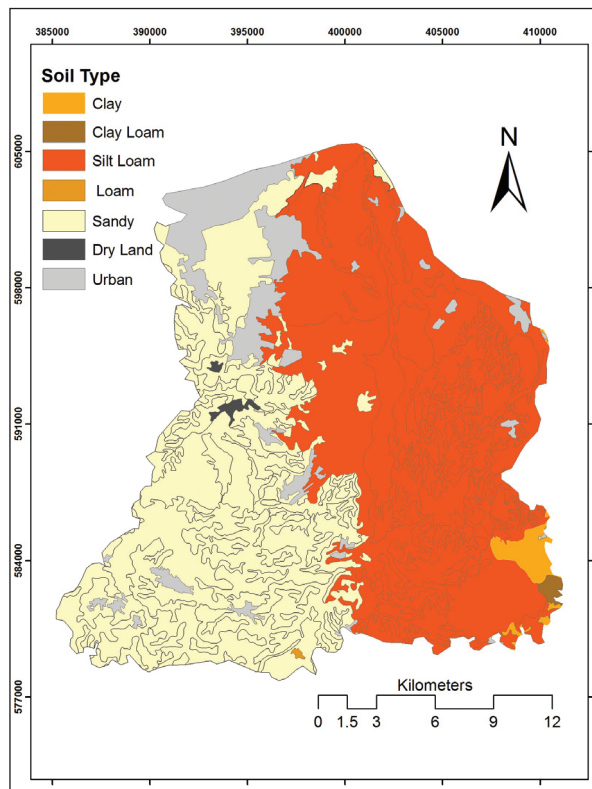 385000 390000 395000 400000 405000 410000
Soil Type
Clay
Clay Loam
Silt Loam
Loam
Sandy
Dry Land
Urban
N
605000
598000
591000
584000
577000
Kilometers
0 1.5 3 6 9 12